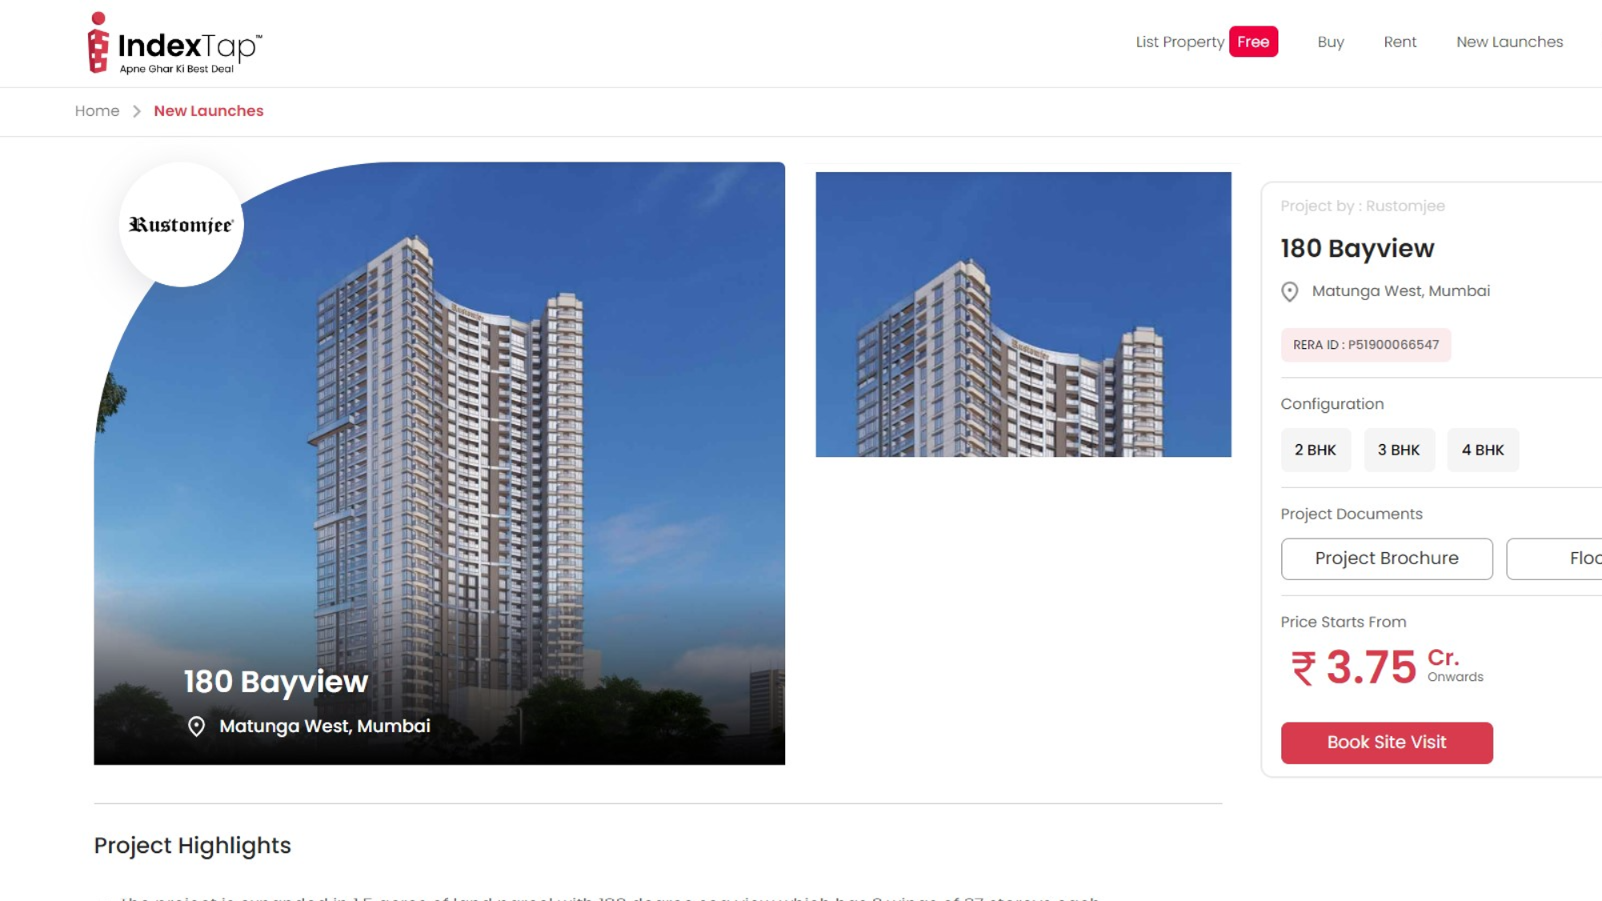 IndexTap™
Apne Ghar Ki Best Deal
List Property Free Buy Rent New Launches
Home > New Launches
Rustomjee
Rustomjee
Rustomjee
180 Bayview
Matunga West, Mumbai
Project by : Rustomjee
180 Bayview
Matunga West, Mumbai
RERA ID : P51900066547
Configuration
2 BHK 3 BHK 4 BHK
Project Documents
Project Brochure Floo
Price Starts From
₹ 3.75 Cr.
Onwards
Book Site Visit
Project Highlights